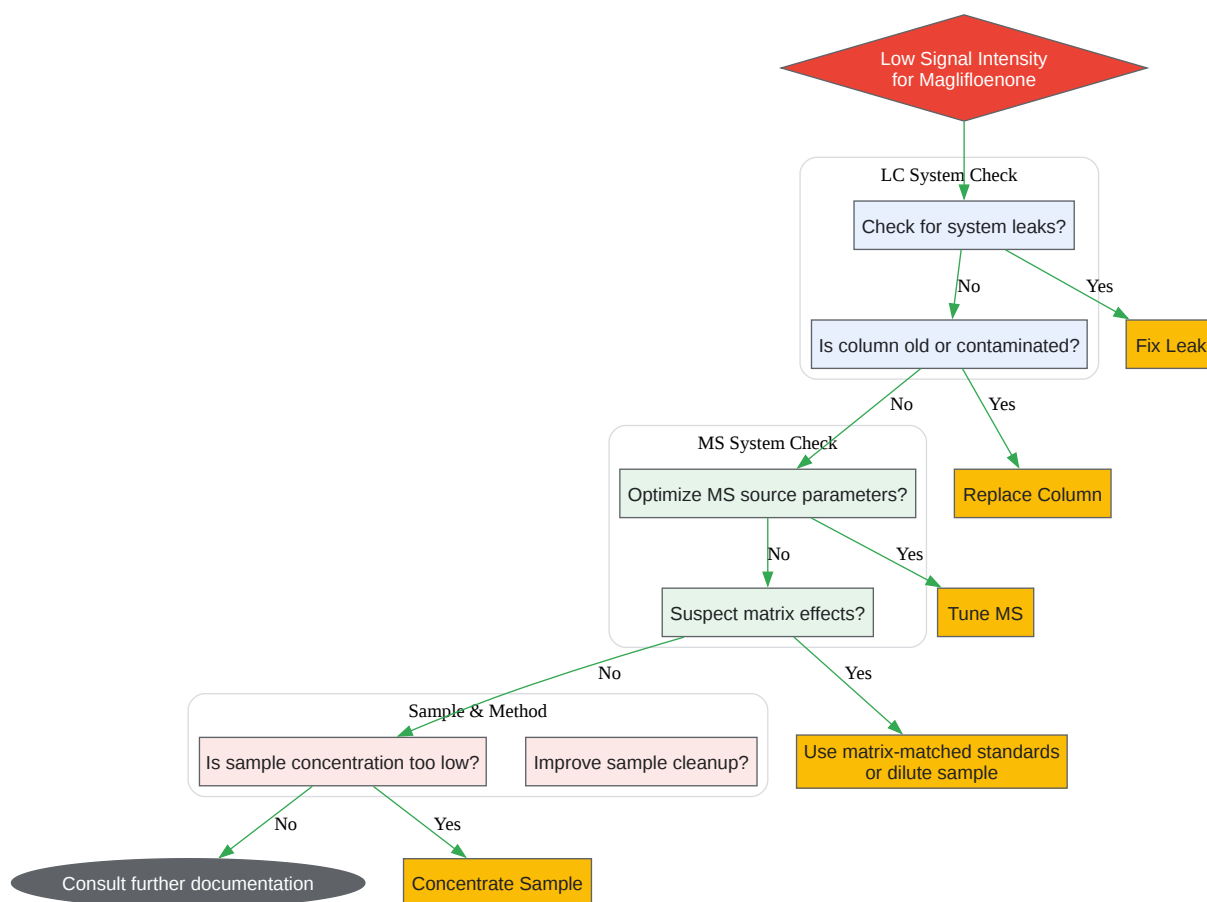 Low Signal Intensity
for Maglifloenone
LC System Check
Check for system leaks?
No
Yes
Is column old or contaminated?
Fix Leak
No
Yes
MS System Check
Optimize MS source parameters?
Replace Column
No
Yes
Suspect matrix effects?
Tune MS
No
Yes
Sample & Method
Is sample concentration too low?
Improve sample cleanup?
Use matrix-matched standards
or dilute sample
No
Yes
Consult further documentation
Concentrate Sample